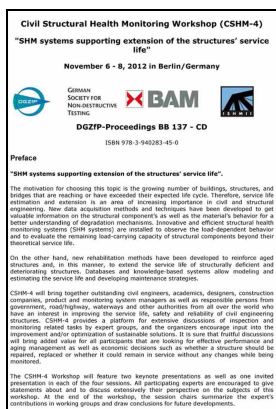 Civil Structural Health Monitoring Workshop (CSHM-4)
"SHM systems supporting extension of the structures' service
life"
November 6 - 8, 2012 in Berlin/Germany
DGZfP
GERMAN
SOCIETY FOR
NON-DESTRUCTIVE
TESTING
BAM
ISHMII
DGZfP-Proceedings BB 137 - CD
ISBN 978-3-940283-45-0
Preface
"SHM systems supporting extension of the structures' service life".
The motivation for choosing this topic is the growing number of buildings, structures, and
bridges that are reaching or have exceeded their expected life cycle. Therefore, service life
estimation and extension is an area of increasing importance in civil and structural
engineering. New data acquisition methods and techniques have been developed to get
valuable information on the structural component's as well as the material's behavior for a
better understanding of degradation mechanisms. Innovative and efficient structural health
monitoring systems (SHM) are installed to observe the load-dependent behavior
and to evaluate the remaining load-carrying capacity of structural components beyond their
theoretical service life.
On the other hand, new rehabilitation methods have been developed to reinforce aged
structures and, in this manner, to extend the service life of structurally deficient and
deteriorating structures. Databases and knowledge-based systems allow modeling and
estimating the service life and developing maintenance strategies.
CSHM-4 will bring together outstanding civil engineers, academics, designers, construction
companies, product and monitoring system managers as well as responsible persons from
government, road/highway, waterways and other authorities from all over the world who
have an interest in improving the service life, safety and reliability of civil engineering
structures. CSHM-4 provides a platform for extensive discussions of inspection and
monitoring related tasks by expert groups, and the organizers encourage input into the
improvement and/or optimization of sustainable solutions. It is sure that fruitful discussions
will bring added value for all participants that are looking for effective performance and
aging management as well as economic decisions such as whether a structure should be
repaired, replaced or whether it could remain in service without any changes while being
monitored.
The CSHM-4 Workshop will feature two keynote presentations as well as one invited
presentation in each of the four sessions. All participating experts are encouraged to give
statements about and to discuss extensively their perspective on the subjects of this
workshop. At the end of the workshop, the session chairs summarize the expert's
contributions in working groups and draw conclusions for future developments.